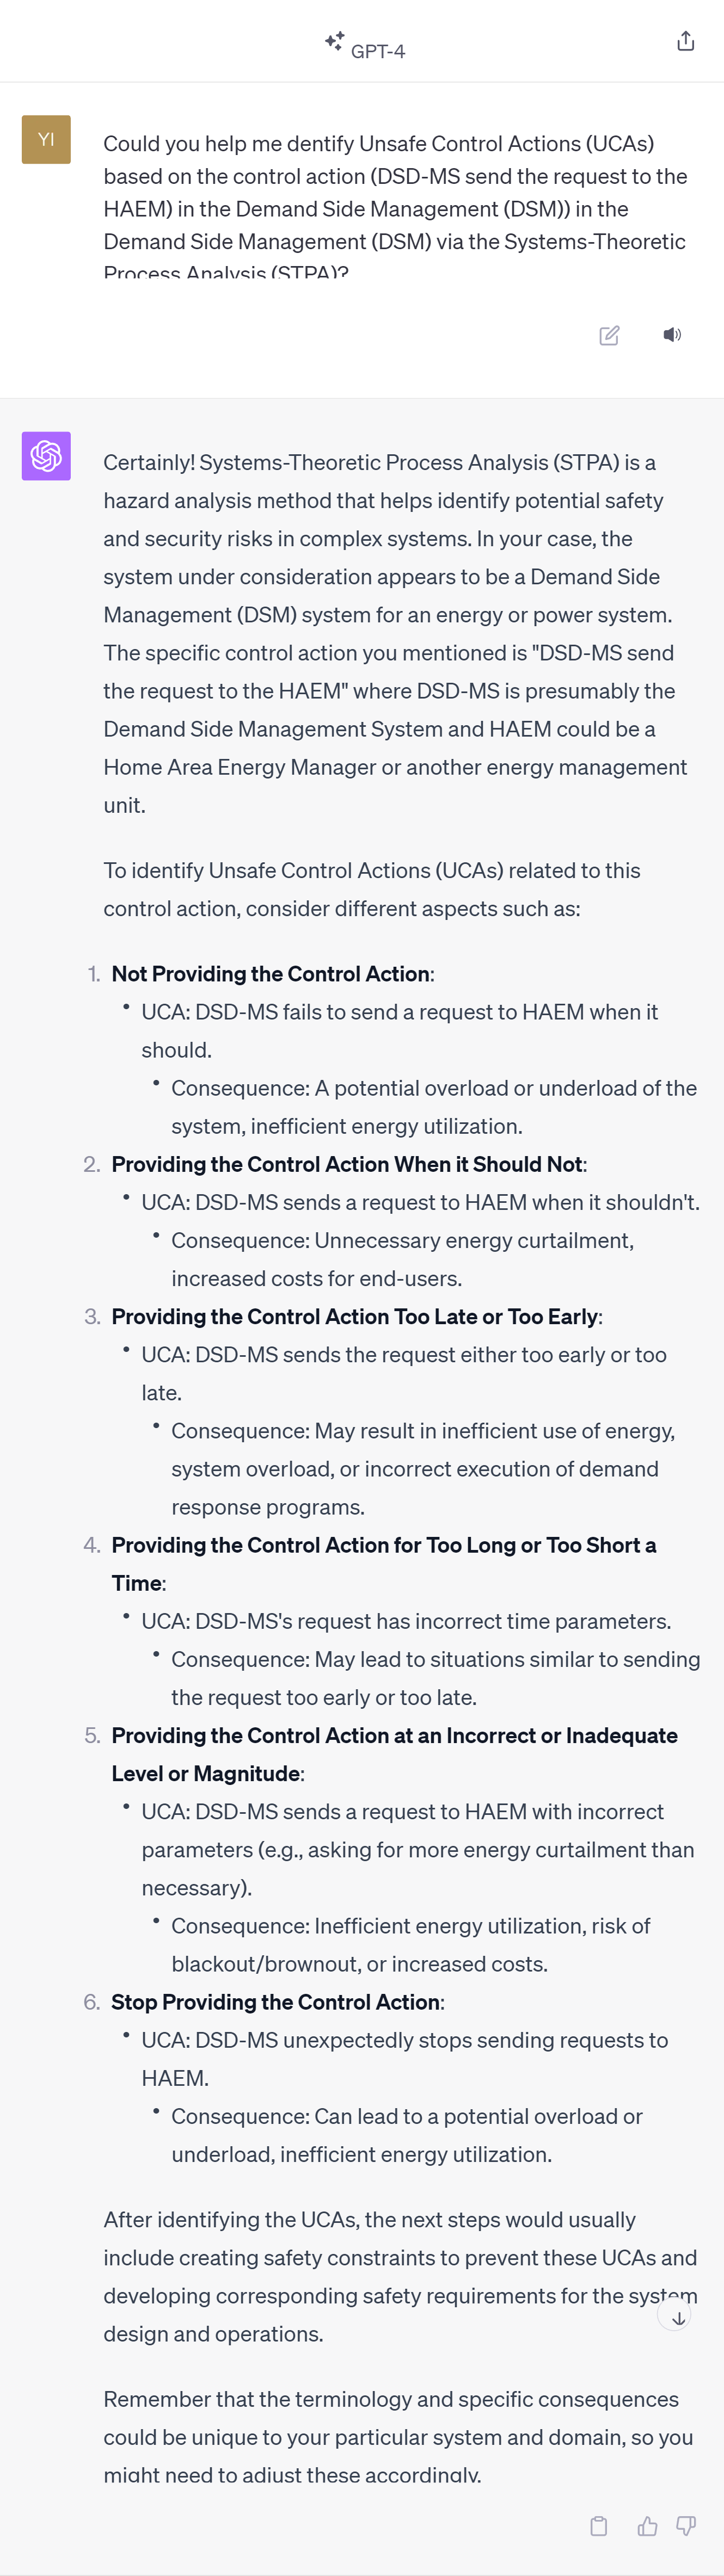 GPT-4
YI
Could you help me dentify Unsafe Control Actions (UCAs)
based on the control action (DSD-MS send the request to the
HAEM) in the Demand Side Management (DSM)) in the
Demand Side Management (DSM) via the Systems-Theoretic
Process Analysis (STPA)?
Certainly! Systems-Theoretic Process Analysis (STPA) is a
hazard analysis method that helps identify potential safety
and security risks in complex systems. In your case, the
system under consideration appears to be a Demand Side
Management (DSM) system for an energy or power system.
The specific control action you mentioned is "DSD-MS send
the request to the HAEM" where DSD-MS is presumably the
Demand Side Management System and HAEM could be a
Home Area Energy Manager or another energy management
unit.
To identify Unsafe Control Actions (UCAs) related to this
control action, consider different aspects such as:
1. Not Providing the Control Action:
• UCA: DSD-MS fails to send a request to HAEM when it
should.
• Consequence: A potential overload or underload of the
system, inefficient energy utilization.
2. Providing the Control Action When it Should Not:
• UCA: DSD-MS sends a request to HAEM when it shouldn't.
• Consequence: Unnecessary energy curtailment,
increased costs for end-users.
3. Providing the Control Action Too Late or Too Early:
• UCA: DSD-MS sends the request either too early or too
late.
• Consequence: May result in inefficient use of energy,
system overload, or incorrect execution of demand
response programs.
4. Providing the Control Action for Too Long or Too Short a
Time:
• UCA: DSD-MS's request has incorrect time parameters.
• Consequence: May lead to situations similar to sending
the request too early or too late.
5. Providing the Control Action at an Incorrect or Inadequate
Level or Magnitude:
• UCA: DSD-MS sends a request to HAEM with incorrect
parameters (e.g., asking for more energy curtailment than
necessary).
• Consequence: Inefficient energy utilization, risk of
blackout/brownout, or increased costs.
6. Stop Providing the Control Action:
• UCA: DSD-MS unexpectedly stops sending requests to
HAEM.
• Consequence: Can lead to a potential overload or
underload, inefficient energy utilization.
After identifying the UCAs, the next steps would usually
include creating safety constraints to prevent these UCAs and
developing corresponding safety requirements for the system
design and operations.
Remember that the terminology and specific consequences
could be unique to your particular system and domain, so you
might need to adjust these accordingly.